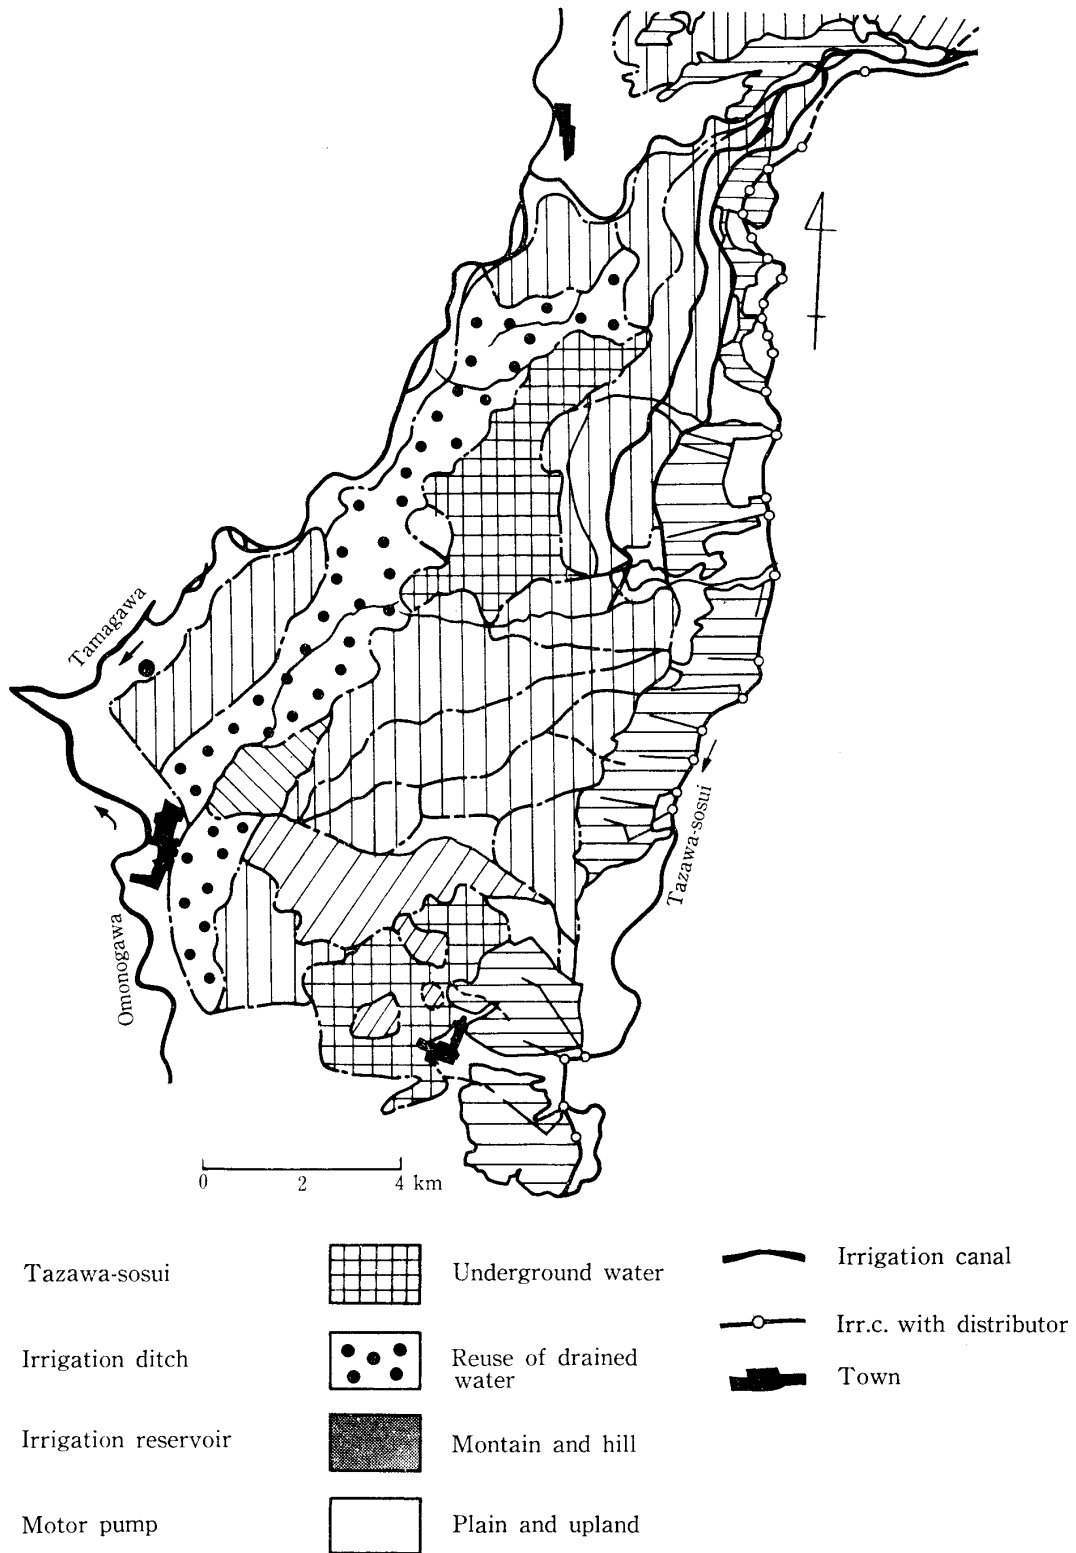 Tamagawa
Omonogawa
Tazawa-sosui
0 2 4 km
Tazawa-sosui
Irrigation ditch
Irrigation reservoir
Motor pump
Underground water
Reuse of drained
water
Montain and hill
Plain and upland
Irrigation canal
Irr.c. with distributor
Town